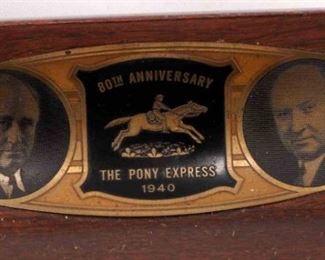 80TH ANNIVERSARY
THE PONY EXPRESS
1940